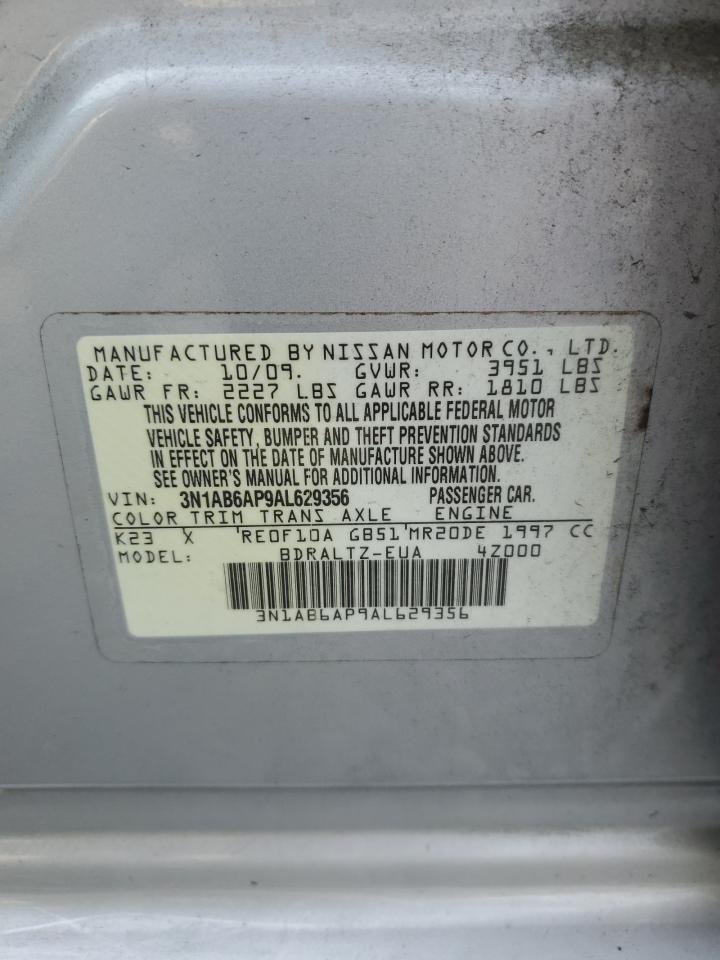 MANUFACTURED BY NISSAN MOTOR CO., LTD.
DATE: 10/09. GVWR: 3951 LBS
GAWR FR: 2227 LBS GAWR RR: 1810 LBS
THIS VEHICLE CONFORMS TO ALL APPLICABLE FEDERAL MOTOR
VEHICLE SAFETY, BUMPER AND THEFT PREVENTION STANDARDS
IN EFFECT ON THE DATE OF MANUFACTURE SHOWN ABOVE.
SEE OWNER'S MANUAL FOR ADDITIONAL INFORMATION.
VIN: 3N1AB6AP9AL629356 PASSENGER CAR.
COLOR TRIM TRANS AXLE ENGINE
K23 X RE0F10A GB51 MR20DE 1997 CC
MODEL: BDRALTZ-EUA 4Z000
3N1AB6AP9AL629356